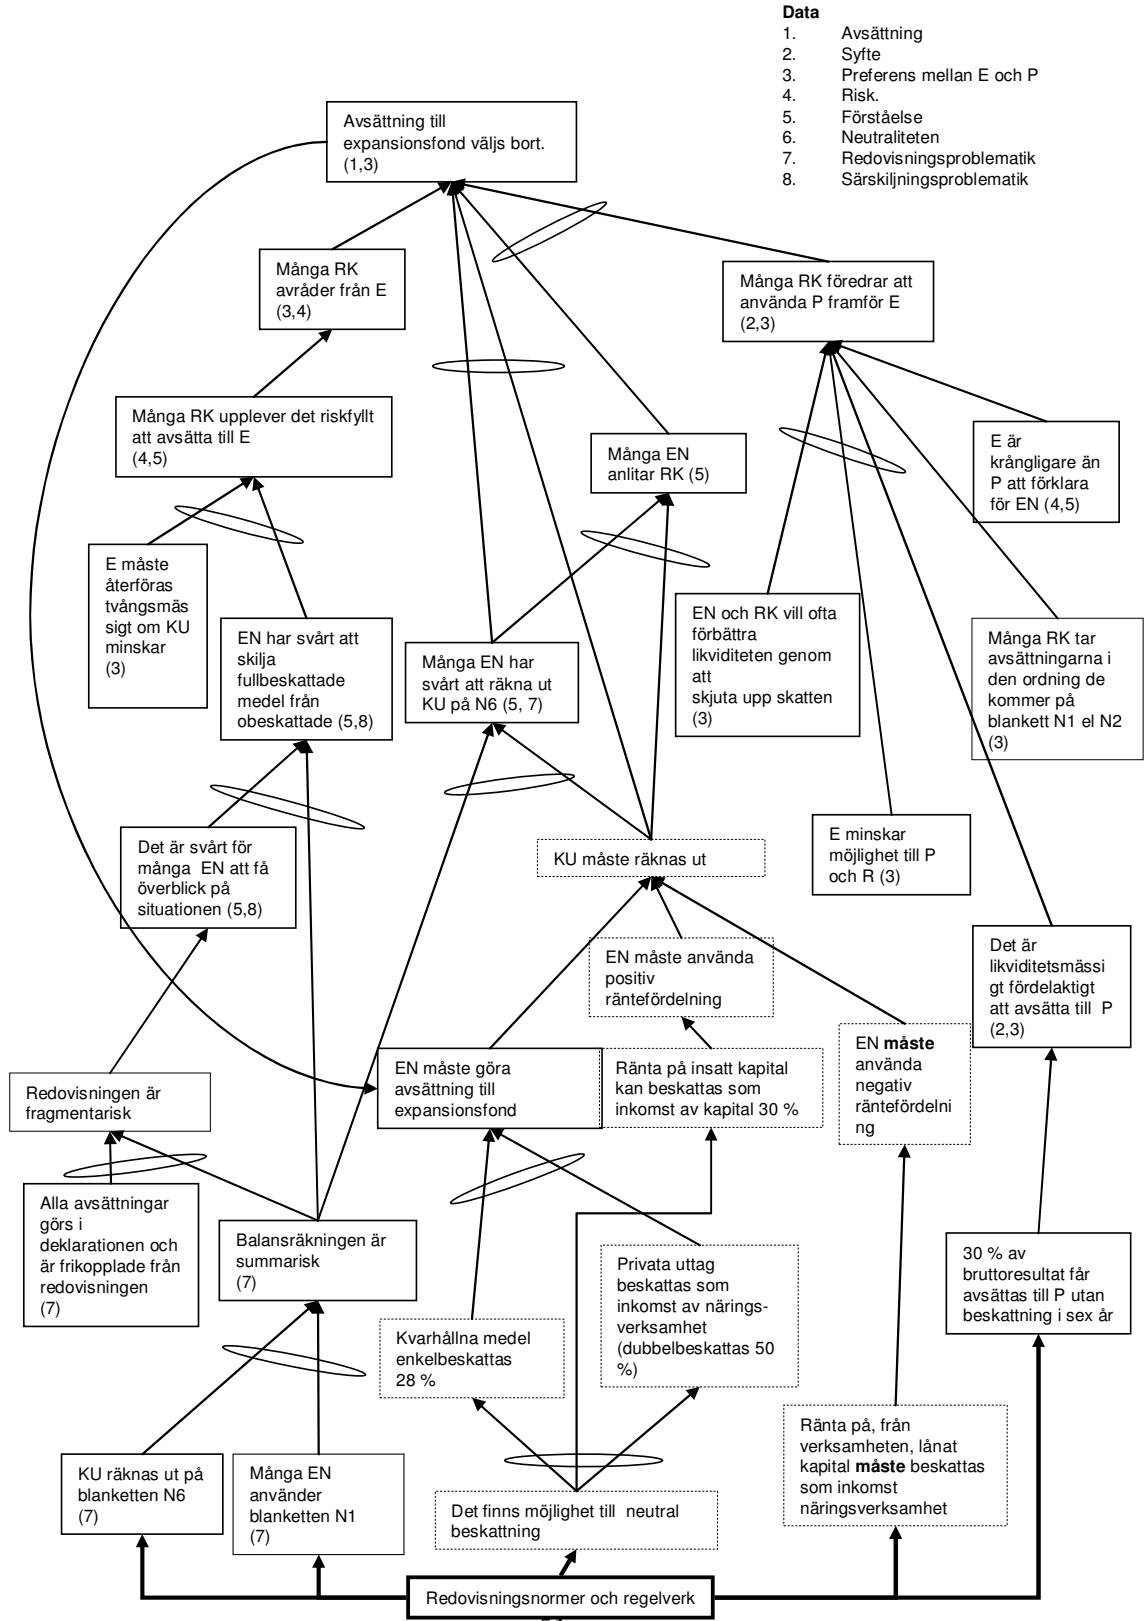 Data
1. Avsättning
2. Syfte
3. Preferens mellan E och P
4. Risk.
5. Förståelse
6. Neutraliteten
7. Redovisningsproblematik
8. Särskiljningsproblematik
Avsättning till
expansionsfond väljs bort.
(1,3)
Många RK
avråder från E
(3,4)
Många RK föredrar att
använda P framför E
(2,3)
Många RK upplever det riskfyllt
att avsätta till E
(4,5)
Många EN
anlitar RK (5)
E är
krångligare än
P att förklara
för EN (4,5)
E måste
återföras
tvångsmäs
sigt om KU
minskar
(3)
EN har svårt att
skilja
fullbeskattade
medel från
obeskattade (5,8)
Många EN har
svårt att räkna ut
KU på N6 (5, 7)
EN och RK vill ofta
förbättra
likviditeten genom
att
skjuta upp skatten
(3)
Många RK tar
avsättningarna i
den ordning de
kommer på
blankett N1 el N2
(3)
Det är svårt för
många EN att få
överblick på
situationen (5,8)
KU måste räknas ut
E minskar
möjlighet till P
och R (3)
EN måste använda
positiv
räntefördelning
Det är
likviditetsmässi
gt fördelaktigt
att avsätta till P
(2,3)
Redovisningen är
fragmentarisk
EN måste göra
avsättning till
expansionsfond
Ränta på insatt kapital
kan beskattas som
inkomst av kapital 30 %
EN måste
använda
negativ
räntefördelni
ng
Alla avsättningar
görs i
deklarationen och
är frikopplade från
redovisningen
(7)
Balansräkningen är
summarisk
(7)
Privata uttag
beskattas som
inkomst av närings-
verksamhet
(dubbelbeskattas 50
%)
30 % av
bruttoresultat får
avsättas till P utan
beskattning i sex år
Kvarhållna medel
enkelbeskattas
28 %
Ränta på, från
verksamheten, lånat
kapital måste beskattas
som inkomst
näringsverksamhet
KU räknas ut på
blanketten N6
(7)
Många EN
använder
blanketten N1
(7)
Det finns möjlighet till neutral
beskattning
Redovisningsnormer och regelverk